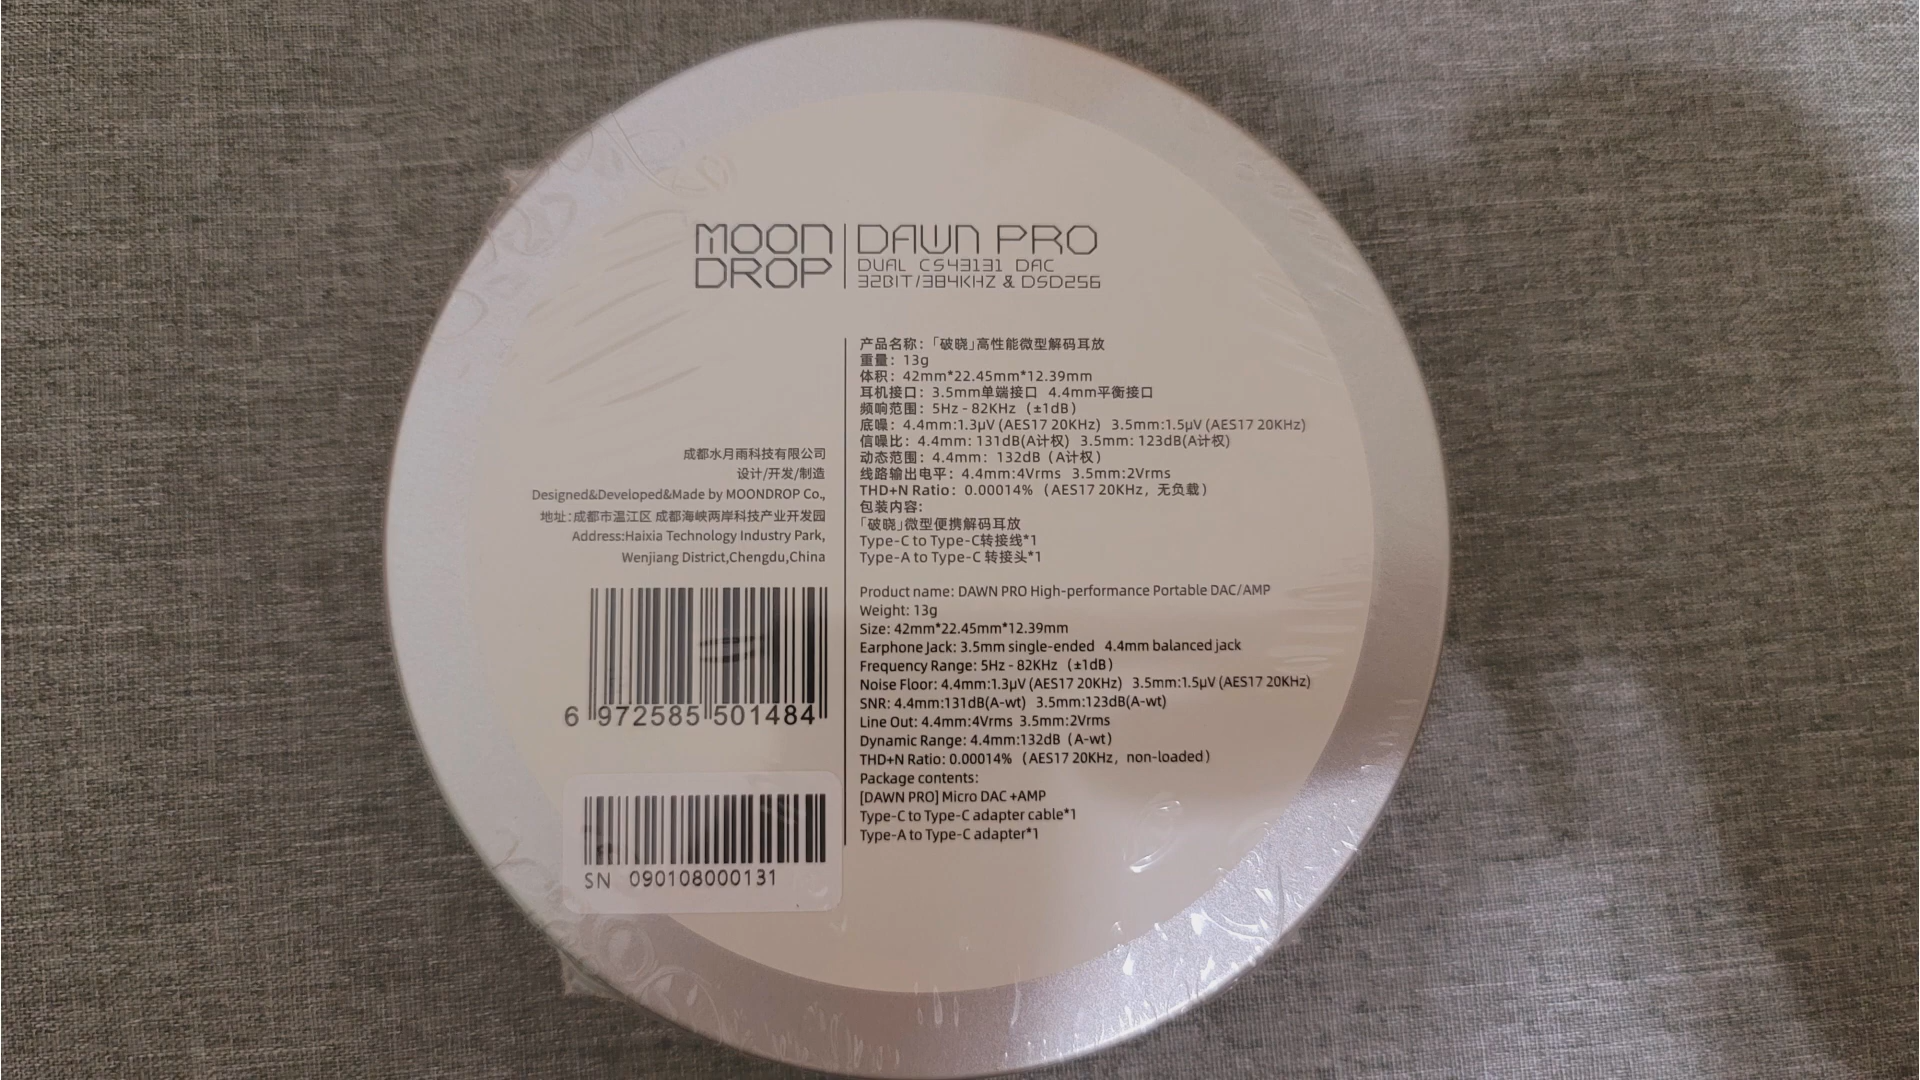 MOON
DROP
DAWN PRO
DUAL CS43131 DAC
32BIT/384KHZ & DSD256
产品名称：「破晓」高性能微型解码耳放
重量：13g
体积：42mm*22.45mm*12.39mm
耳机接口：3.5mm单端接口 4.4mm平衡接口
频响范围：5Hz - 82KHz（±1dB）
底噪：4.4mm:1.3μV (AES17 20KHz) 3.5mm:1.5μV (AES17 20KHz)
信噪比：4.4mm: 131dB(A计权) 3.5mm: 123dB(A计权)
动态范围：4.4mm：132dB（A计权）
线路输出电平：4.4mm:4Vrms 3.5mm:2Vrms
THD+N Ratio：0.00014%（AES17 20KHz，无负载）
包装内容:
「破晓」微型便携解码耳放
Type-C to Type-C转接线*1
Type-A to Type-C 转接头*1
成都水月雨科技有限公司
设计/开发/制造
Designed&Developed&Made by MOONDROP Co.,
地址:成都市温江区 成都海峡两岸科技产业开发园
Address:Haixia Technology Industry Park,
Wenjiang District,Chengdu,China
6 972585 501484
SN 090108000131
Product name: DAWN PRO High-performance Portable DAC/AMP
Weight: 13g
Size: 42mm*22.45mm*12.39mm
Earphone Jack: 3.5mm single-ended 4.4mm balanced jack
Frequency Range: 5Hz - 82KHz（±1dB）
Noise Floor: 4.4mm:1.3μV (AES17 20KHz) 3.5mm:1.5μV (AES17 20KHz)
SNR: 4.4mm:131dB(A-wt) 3.5mm:123dB(A-wt)
Line Out: 4.4mm:4Vrms 3.5mm:2Vrms
Dynamic Range: 4.4mm:132dB（A-wt）
THD+N Ratio: 0.00014%（AES17 20KHz，non-loaded）
Package contents:
[DAWN PRO] Micro DAC +AMP
Type-C to Type-C adapter cable*1
Type-A to Type-C adapter*1